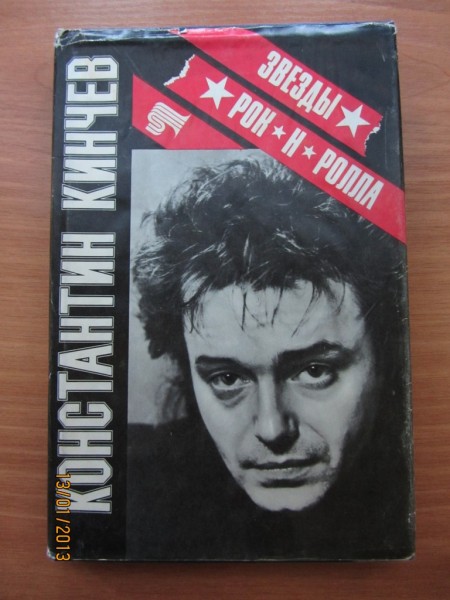 ЗВЕЗДЫ
РОК И РОЛЛА
КОНСТАНТИН КИНЧЕВ
13/01/2013